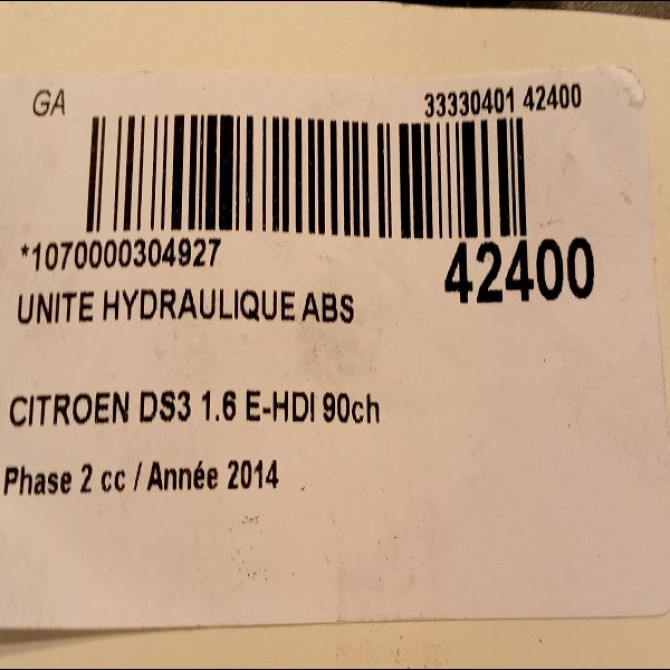 GA
33330401 42400
*1070000304927
42400
UNITE HYDRAULIQUE ABS
CITROEN DS3 1.6 E-HDI 90ch
Phase 2 cc / Année 2014